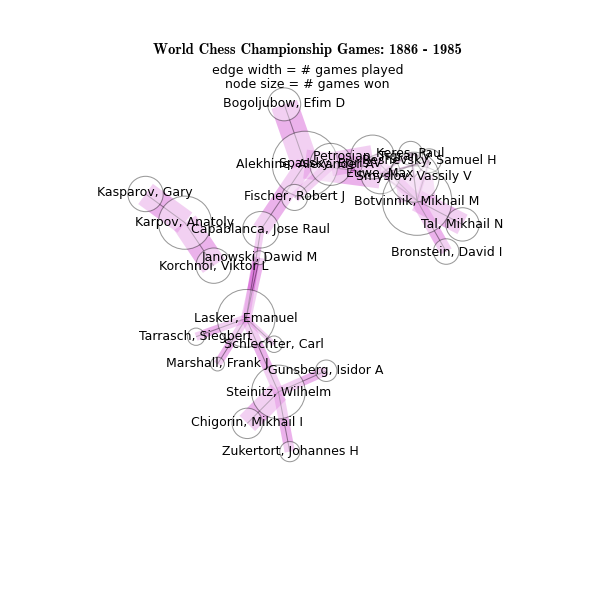 World Chess Championship Games: 1886 - 1985
edge width = # games played
node size = # games won
Bogoljubow, Efim D
Keres, Paul
Petrosian, Tigran V
Reshevsky, Samuel H
Alekhine, Alexander A
Spassky, Boris V
Euwe, Max
Smyslov, Vassily V
Kasparov, Gary
Fischer, Robert J
Botvinnik, Mikhail M
Karpov, Anatoly
Capablanca, Jose Raul
Tal, Mikhail N
Bronstein, David I
Janowski, Dawid M
Korchnoi, Viktor L
Lasker, Emanuel
Tarrasch, Siegbert
Schlechter, Carl
Marshall, Frank J
Gunsberg, Isidor A
Steinitz, Wilhelm
Chigorin, Mikhail I
Zukertort, Johannes H